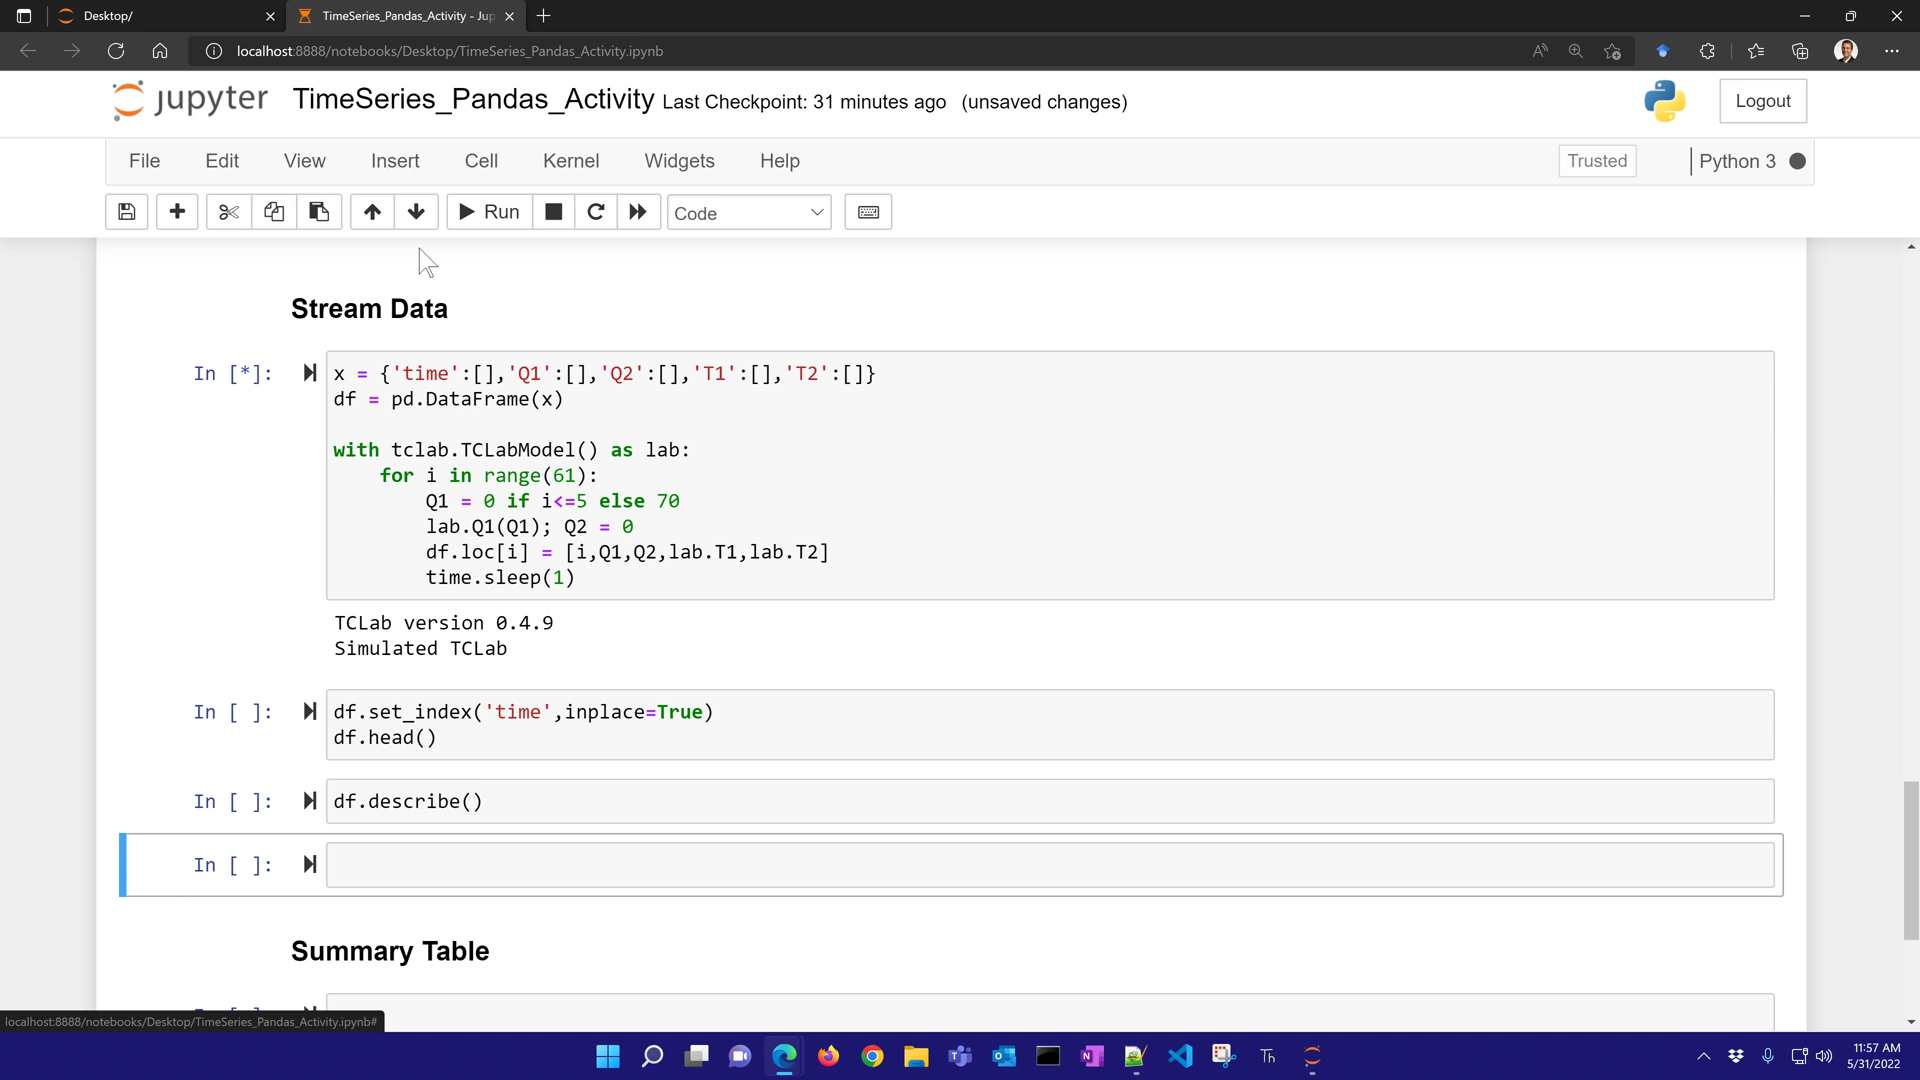 Desktop/
TimeSeries_Pandas_Activity - Jup
localhost:8888/notebooks/Desktop/TimeSeries_Pandas_Activity.ipynb
jupyter TimeSeries_Pandas_Activity Last Checkpoint: 31 minutes ago (unsaved changes)
Logout
File Edit View Insert Cell Kernel Widgets Help
Trusted
Python 3
Run
Code
Stream Data
In [*]:
x = {'time':[],'Q1':[],'Q2':[],'T1':[],'T2':[]}
df = pd.DataFrame(x)
with tclab.TCLabModel() as lab:
for i in range(61):
Q1 = 0 if i<=5 else 70
lab.Q1(Q1); Q2 = 0
df.loc[i] = [i,Q1,Q2,lab.T1,lab.T2]
time.sleep(1)
TCLab version 0.4.9
Simulated TCLab
In [ ]:
df.set_index('time',inplace=True)
df.head()
In [ ]:
df.describe()
In [ ]:
Summary Table
localhost:8888/notebooks/Desktop/TimeSeries_Pandas_Activity.ipynb#
Th
11:57 AM
5/31/2022